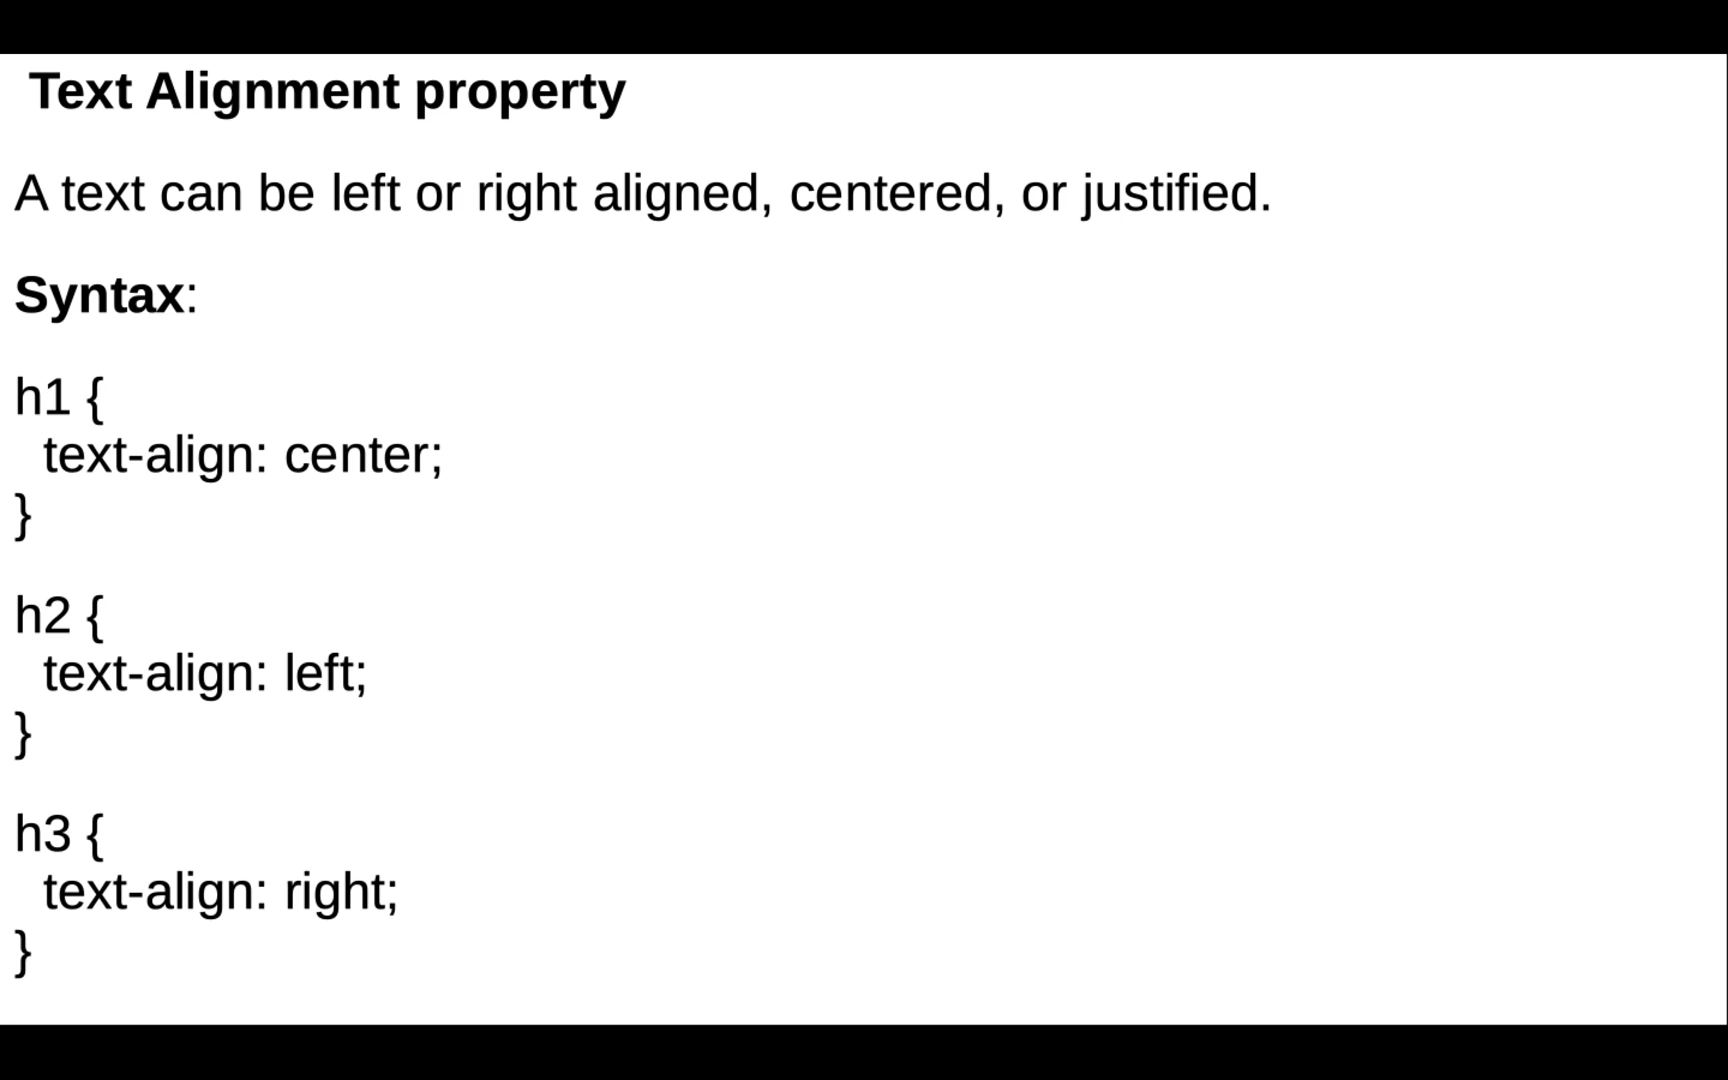 Text Alignment property
A text can be left or right aligned, centered, or justified.
Syntax:
h1 {
text-align: center;
}
h2 {
text-align: left;
}
h3 {
text-align: right;
}